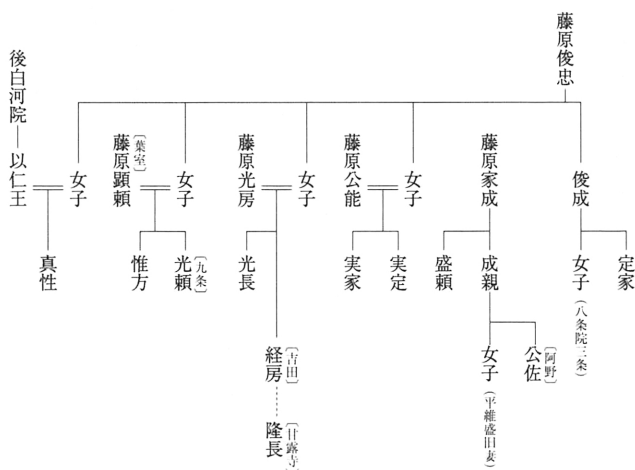 藤原俊忠
俊成
定家
女子（八条院三条）
藤原家成
成親
盛頼
公佐〔阿野〕
女子（平維盛旧妻）
女子
藤原公能
実定
実家
女子
藤原光房
光長
経房〔吉田〕
隆長〔甘露寺〕
女子
藤原顕頼〔葉室〕
光頼〔九条〕
惟方
女子
後白河院
以仁王
真性